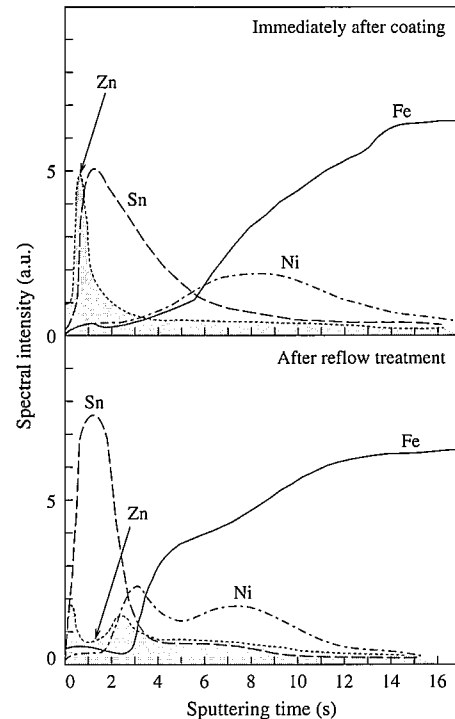 Immediately after coating
Zn
Fe
Sn
Ni
5
0
Spectral intensity (a.u.)
After reflow treatment
Sn
Fe
Zn
Ni
5
0
0 2 4 6 8 10 12 14 16
Sputtering time (s)